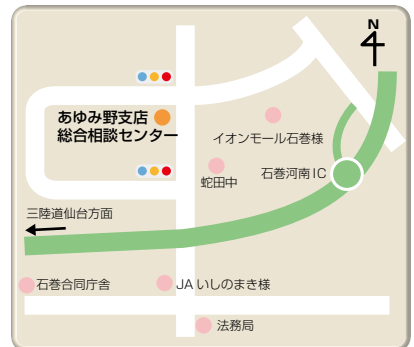 N
あゆみ野支店
総合相談センター
イオンモール石巻様
石巻河南IC
蛇田中
三陸道仙台方面
石巻合同庁舎
JAいしのまき様
法務局